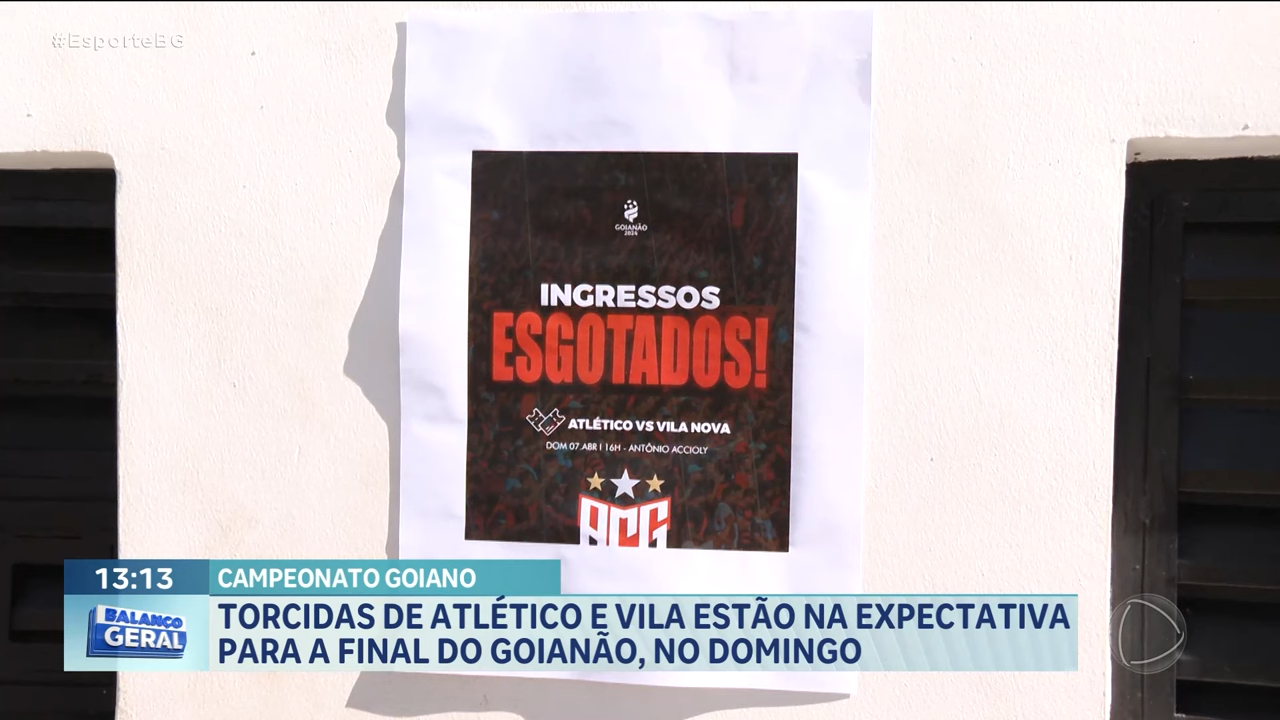 #EsporteBG
GOIANÃO
2024
INGRESSOS
ESGOTADOS!
ATLÉTICO VS VILA NOVA
DOM 07.ABR | 16H - ANTÔNIO ACCIOLY
ACG
13:13
CAMPEONATO GOIANO
BALANÇO
GERAL
TORCIDAS DE ATLÉTICO E VILA ESTÃO NA EXPECTATIVA
PARA A FINAL DO GOIANÃO, NO DOMINGO